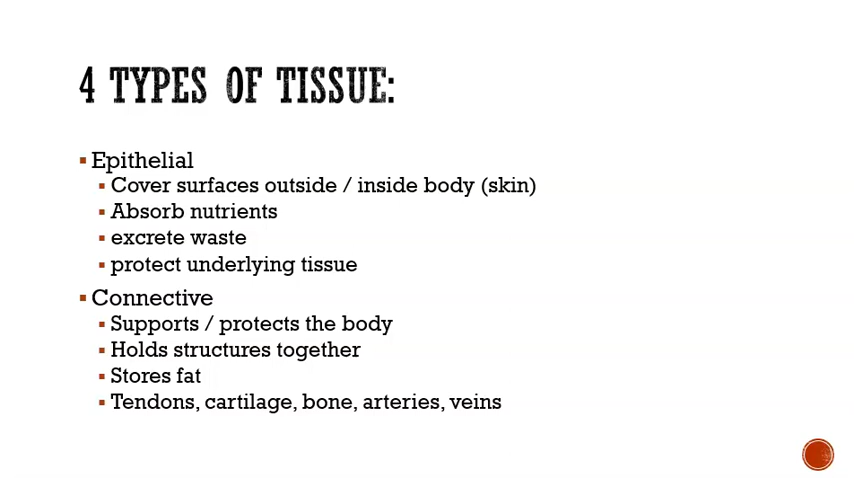 4 TYPES OF TISSUE:
Epithelial
Cover surfaces outside / inside body (skin)
Absorb nutrients
excrete waste
protect underlying tissue
Connective
Supports / protects the body
Holds structures together
Stores fat
Tendons, cartilage, bone, arteries, veins